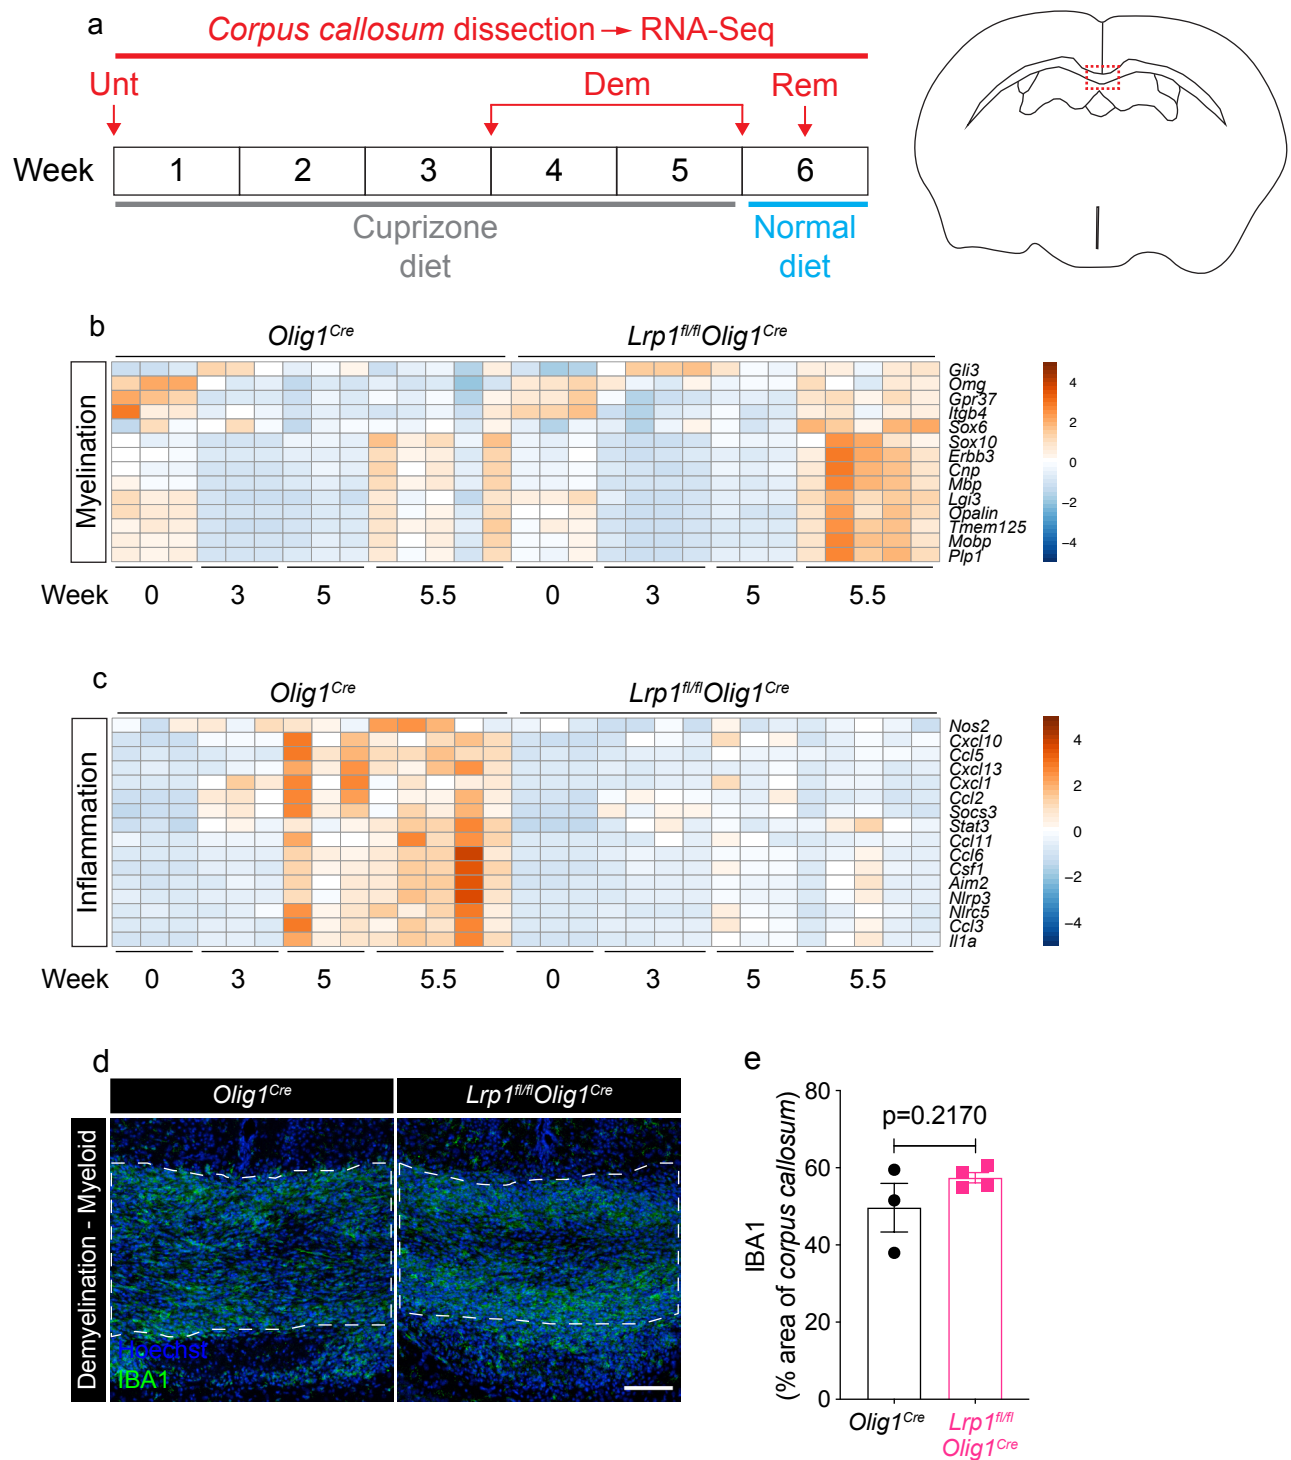 a
Corpus callosum dissection → RNA-Seq
Unt
Dem
Rem
Week 1 2 3 4 5 6
Cuprizone
diet
Normal
diet
b
Olig1Cre
Lrp1fl/flOlig1Cre
Myelination
Gli3
Omg
Gpr37
Itgb4
Sox6
Sox10
Erbb3
Cnp
Mbp
Lgi3
Opalin
Tmem125
Mobp
Plp1
4
2
0
−2
−4
Week 0 3 5 5.5 0 3 5 5.5
c
Olig1Cre
Lrp1fl/flOlig1Cre
Inflammation
Nos2
Cxcl10
Ccl5
Cxcl13
Cxcl1
Ccl2
Socs3
Stat3
Ccl11
Ccl6
Csf1
Aim2
Nlrp3
Nlrc5
Ccl3
Il1a
4
2
0
−2
−4
Week 0 3 5 5.5 0 3 5 5.5
d
Olig1Cre
Lrp1fl/flOlig1Cre
Demyelination - Myeloid
Hoechst
IBA1
e
IBA1
(% area of corpus callosum)
80
60
40
20
0
p=0.2170
Olig1Cre
Lrp1fl/fl
Olig1Cre